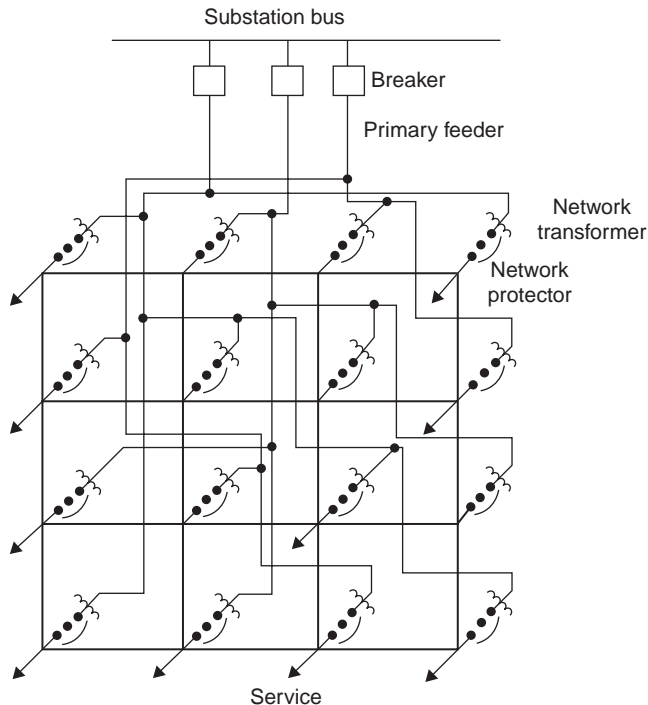 Substation bus
Breaker
Primary feeder
Network
transformer
Network
protector
Service